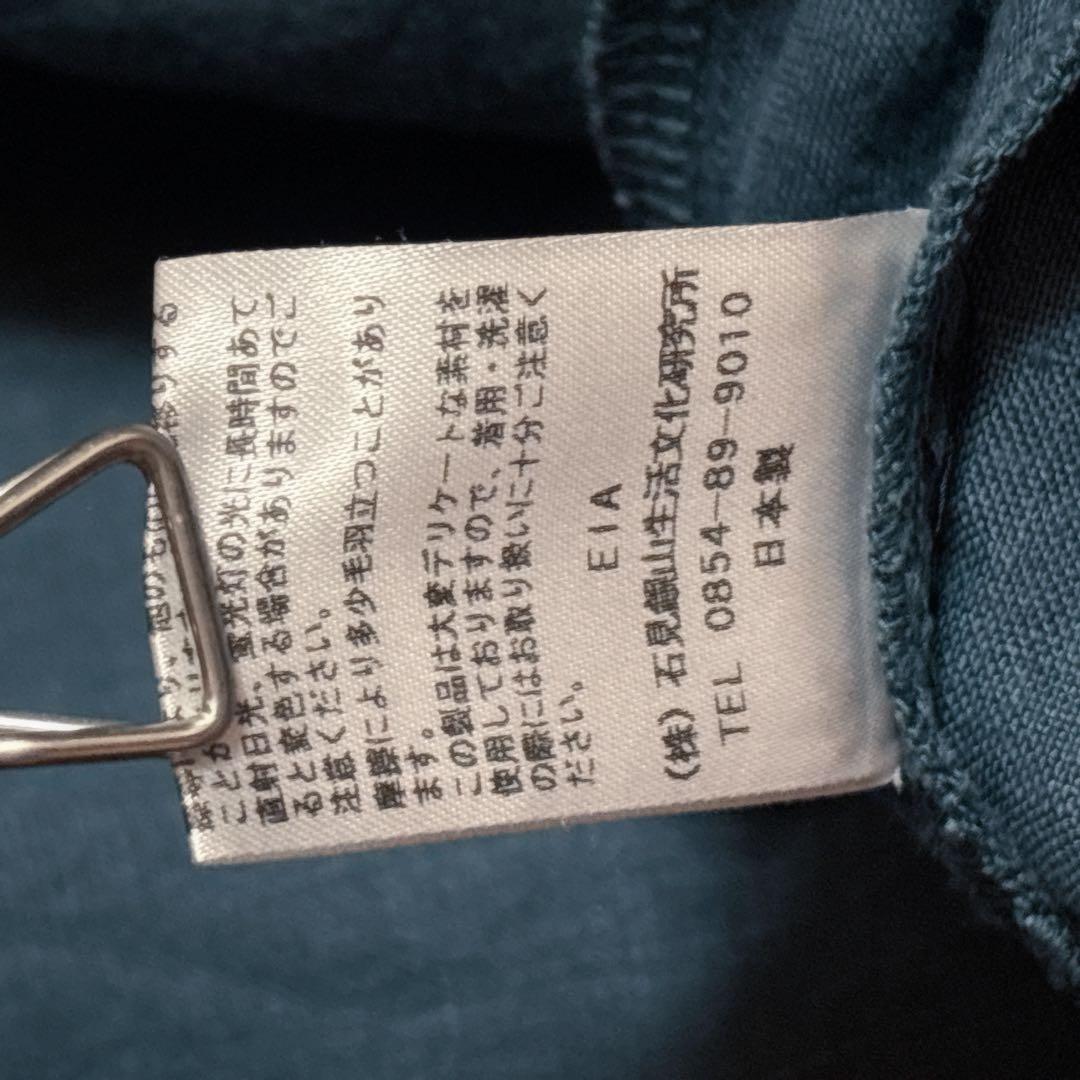 他のもの
移りする
ことが
直射日光、蛍光灯の光に長時間あて
ると変色する場合がありますのでご
注意ください。
摩擦により多少毛羽立つことがあり
ます。
この製品は大変デリケートな素材を
使用しておりますので、着用・洗濯
の際にはお取り扱いに十分ご注意く
ださい。
EIA
(株)石見銀山生活文化研究所
TEL 0854-89-9010
日本製